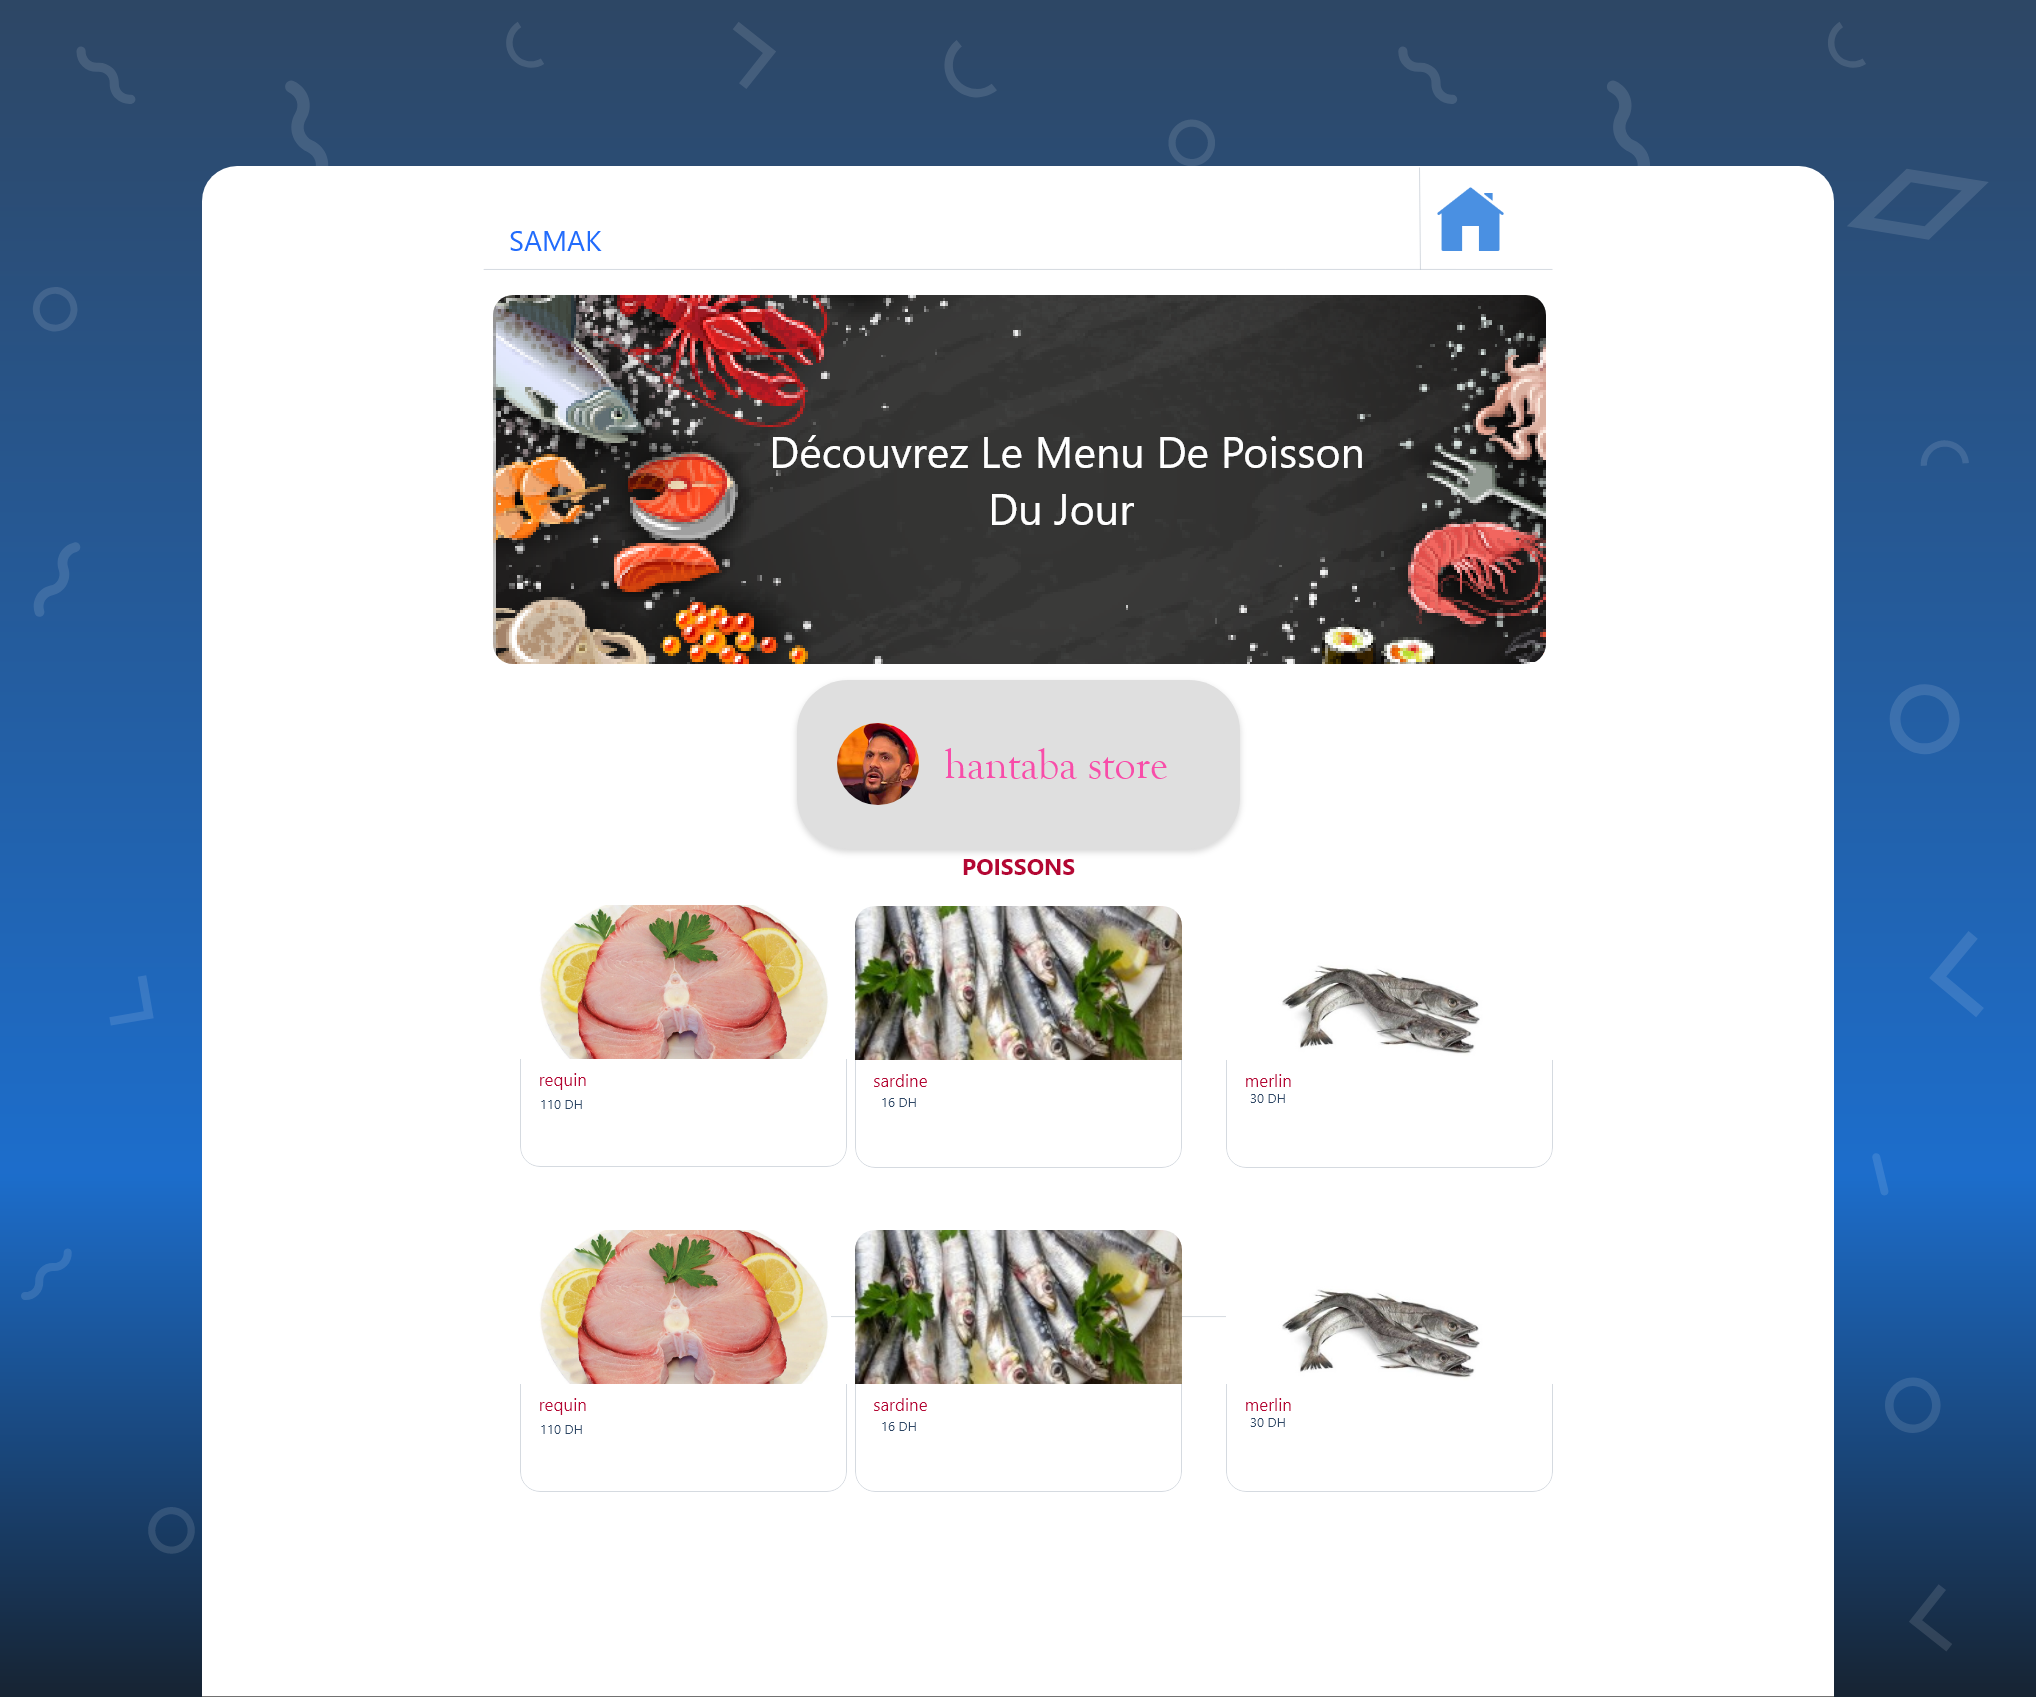 SAMAK
Découvrez Le Menu De Poisson
Du Jour
hantaba store
POISSONS
requin
110 DH
sardine
16 DH
merlin
30 DH
requin
110 DH
sardine
16 DH
merlin
30 DH